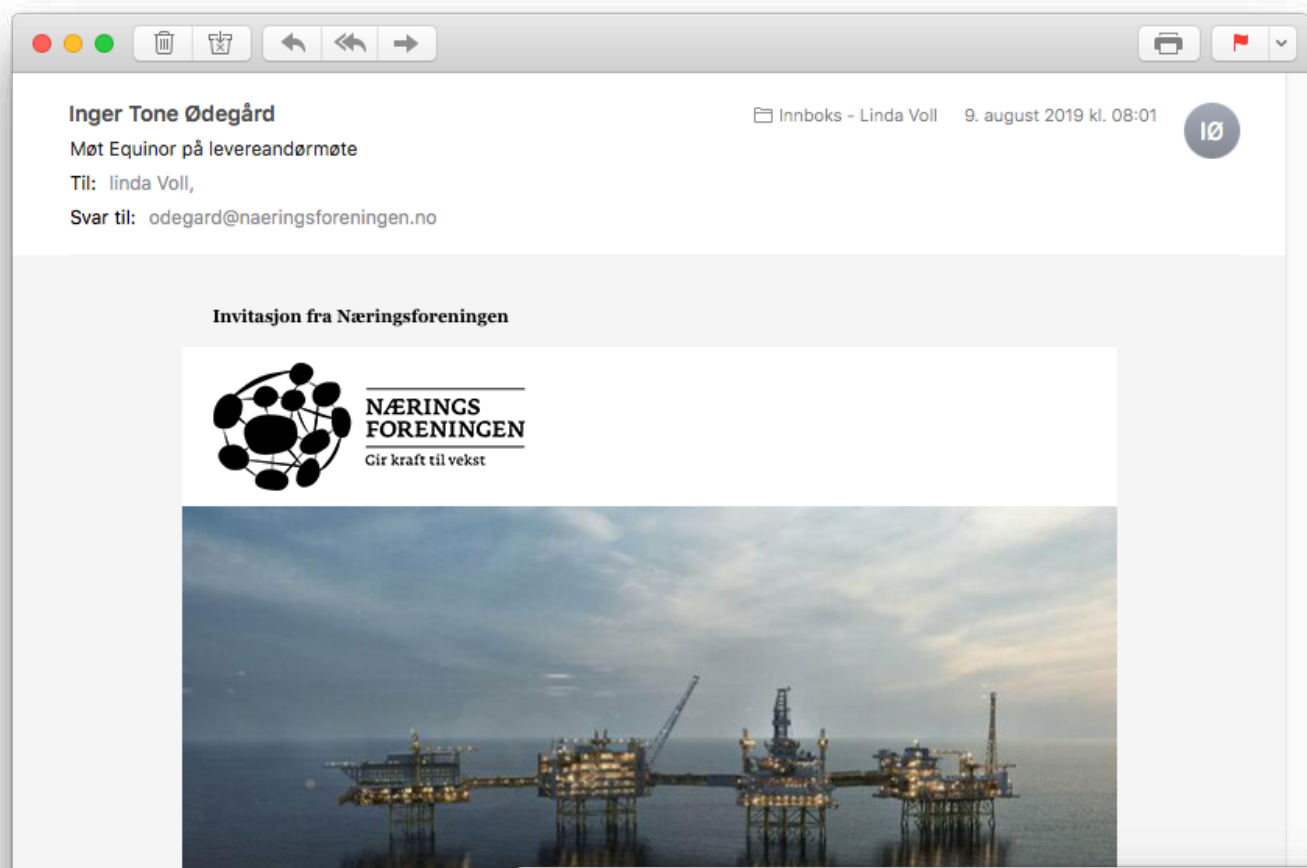 Inger Tone Ødegård
Innboks - Linda Voll 9. august 2019 kl. 08:01
IØ
Møt Equinor på levereandørmøte
Til: linda Voll,
Svar til: odegard@naeringsforeningen.no
Invitasjon fra Næringsforeningen
NÆRINGS
FORENINGEN
Gir kraft til vekst